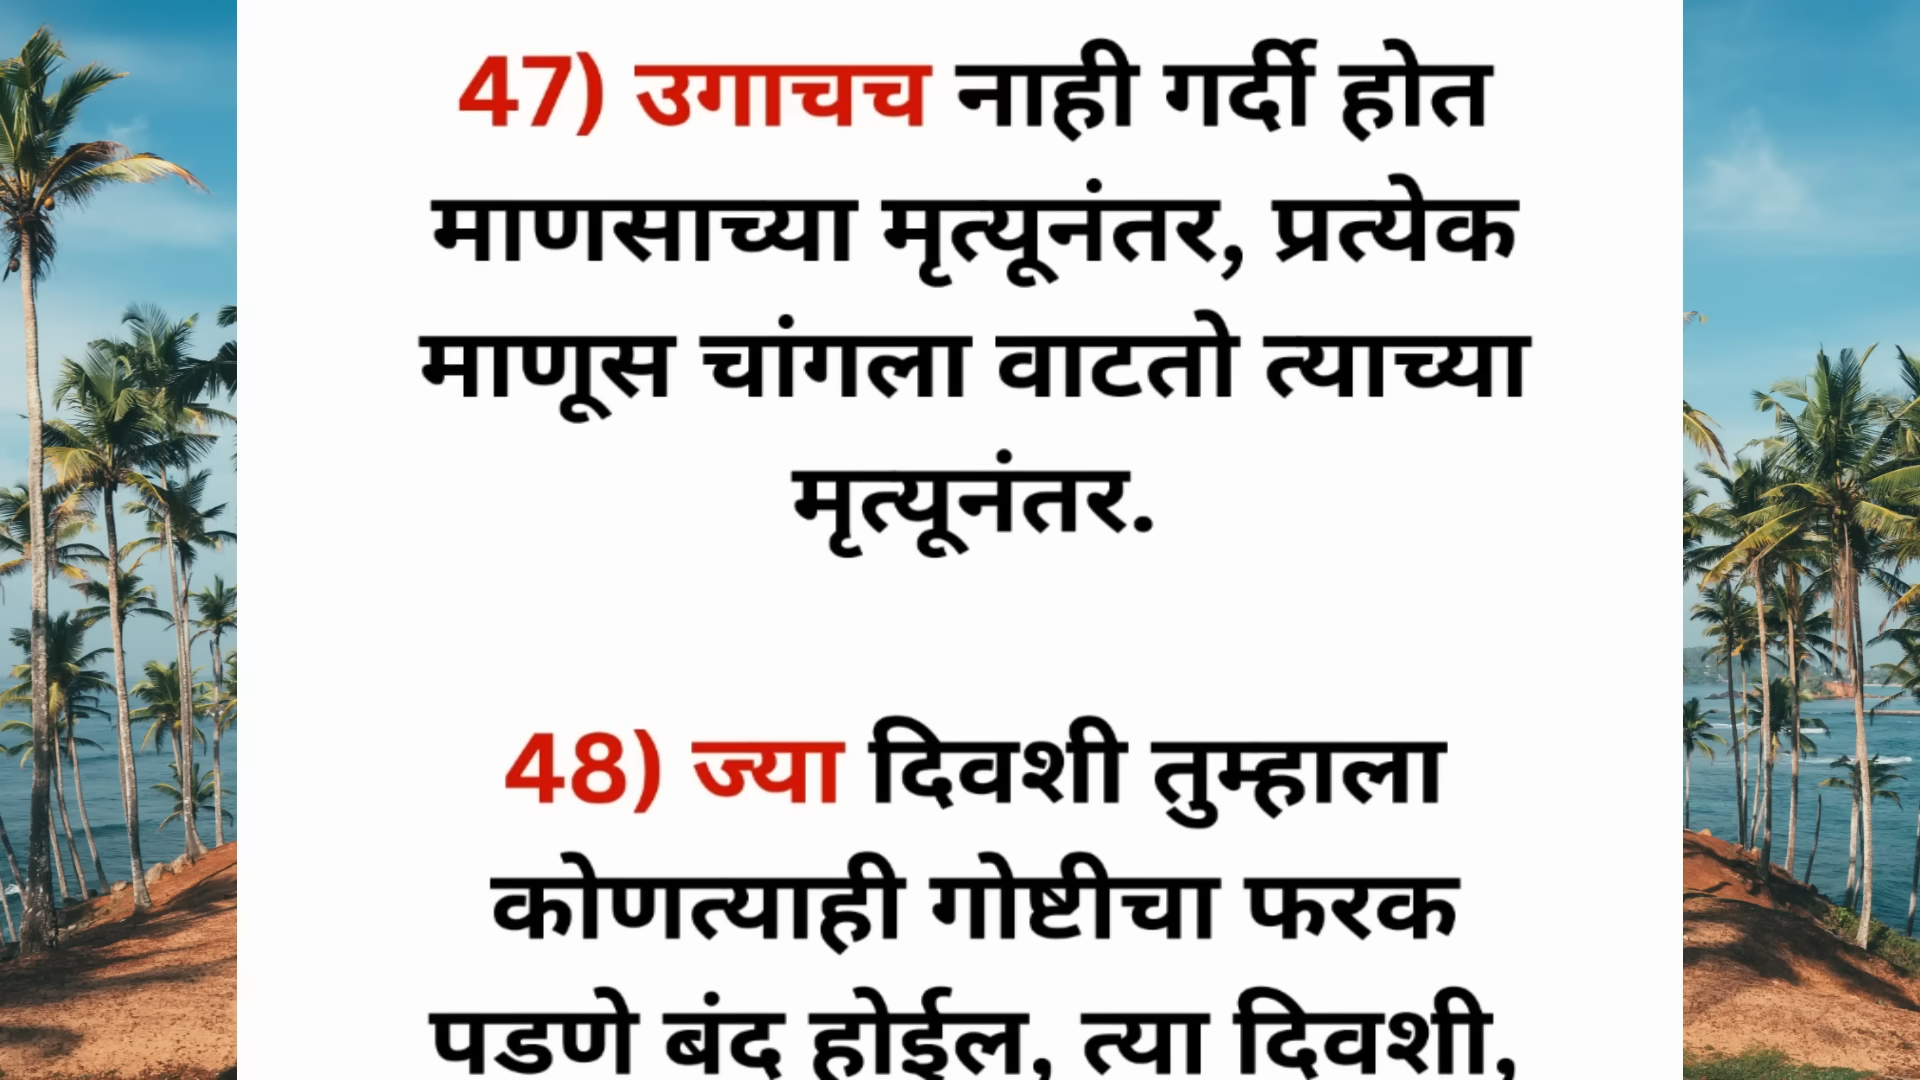 47) उगाचच नाही गर्दी होत
माणसाच्या मृत्यूनंतर, प्रत्येक
माणूस चांगला वाटतो त्याच्या
मृत्यूनंतर.
48) ज्या दिवशी तुम्हाला
कोणत्याही गोष्टीचा फरक
पडणे बंद होईल, त्या दिवशी,